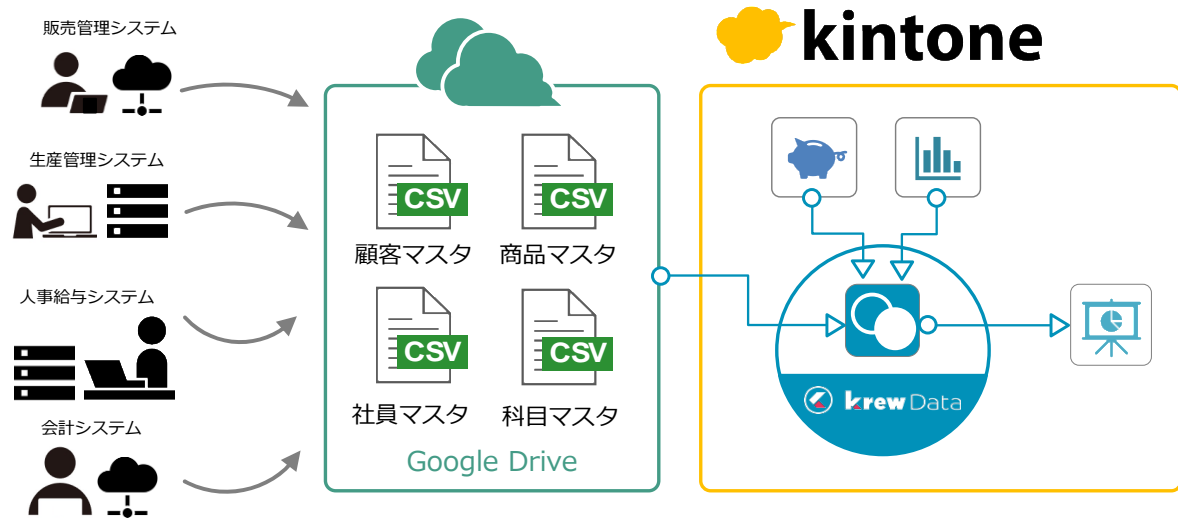 販売管理システム
生産管理システム
人事給与システム
会計システム
CSV
CSV
顧客マスタ
商品マスタ
CSV
CSV
社員マスタ
科目マスタ
Google Drive
kintone
krewData